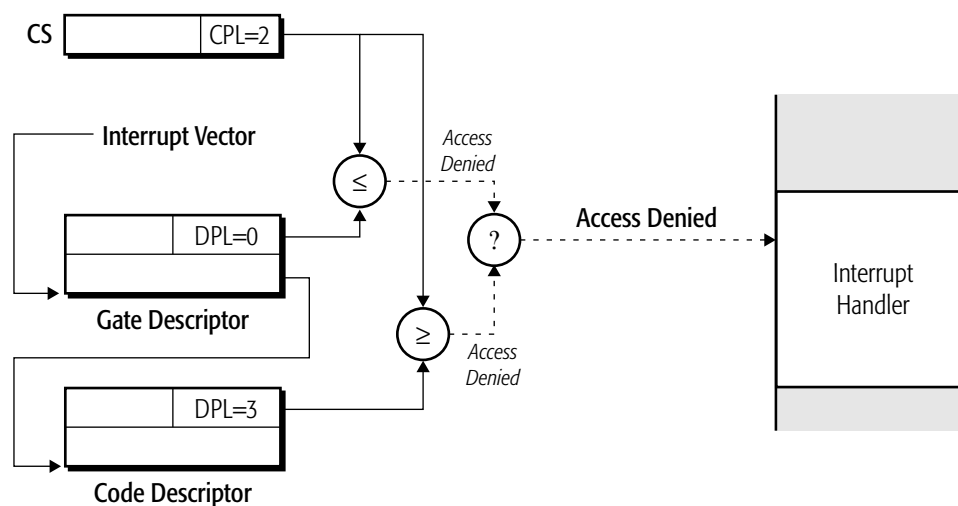 CS
CPL=2
Interrupt Vector
Access
Denied
≤
DPL=0
?
Access Denied
Interrupt
Handler
Gate Descriptor
≥
Access
Denied
DPL=3
Code Descriptor